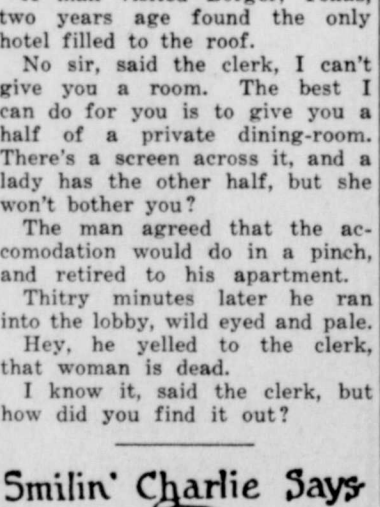 two years age found the only
hotel filled to the roof.
No sir, said the clerk, I can't
give you a room. The best I
can do for you is to give you a
half of a private dining-room.
There's a screen across it, and a
lady has the other half, but she
won't bother you?
The man agreed that the ac-
comodation would do in a pinch,
and retired to his apartment.
Thitry minutes later he ran
into the lobby, wild eyed and pale.
Hey, he yelled to the clerk,
that woman is dead.
I know it, said the clerk, but
how did you find it out?
Smilin' Charlie Says